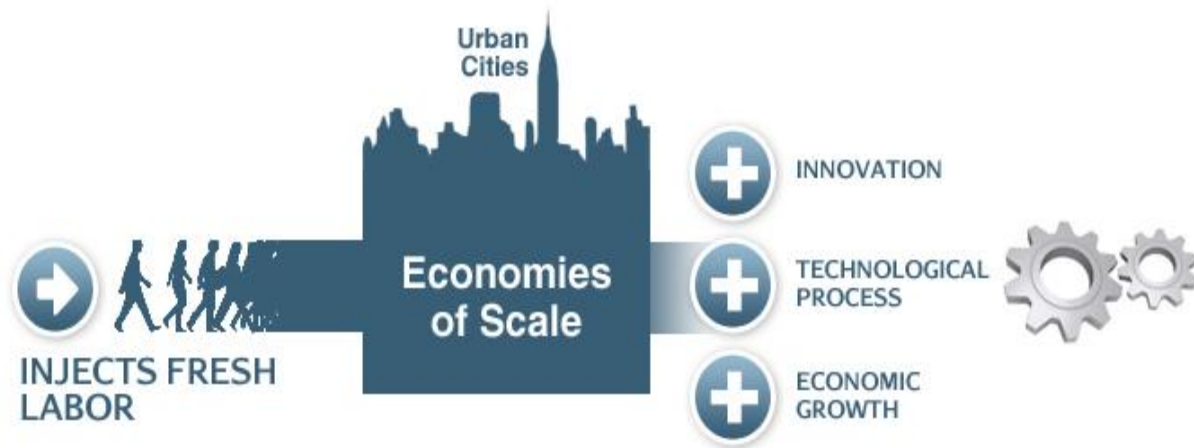 Urban
Cities
INNOVATION
Economies
of Scale
TECHNOLOGICAL
PROCESS
INJECTS FRESH
LABOR
ECONOMIC
GROWTH